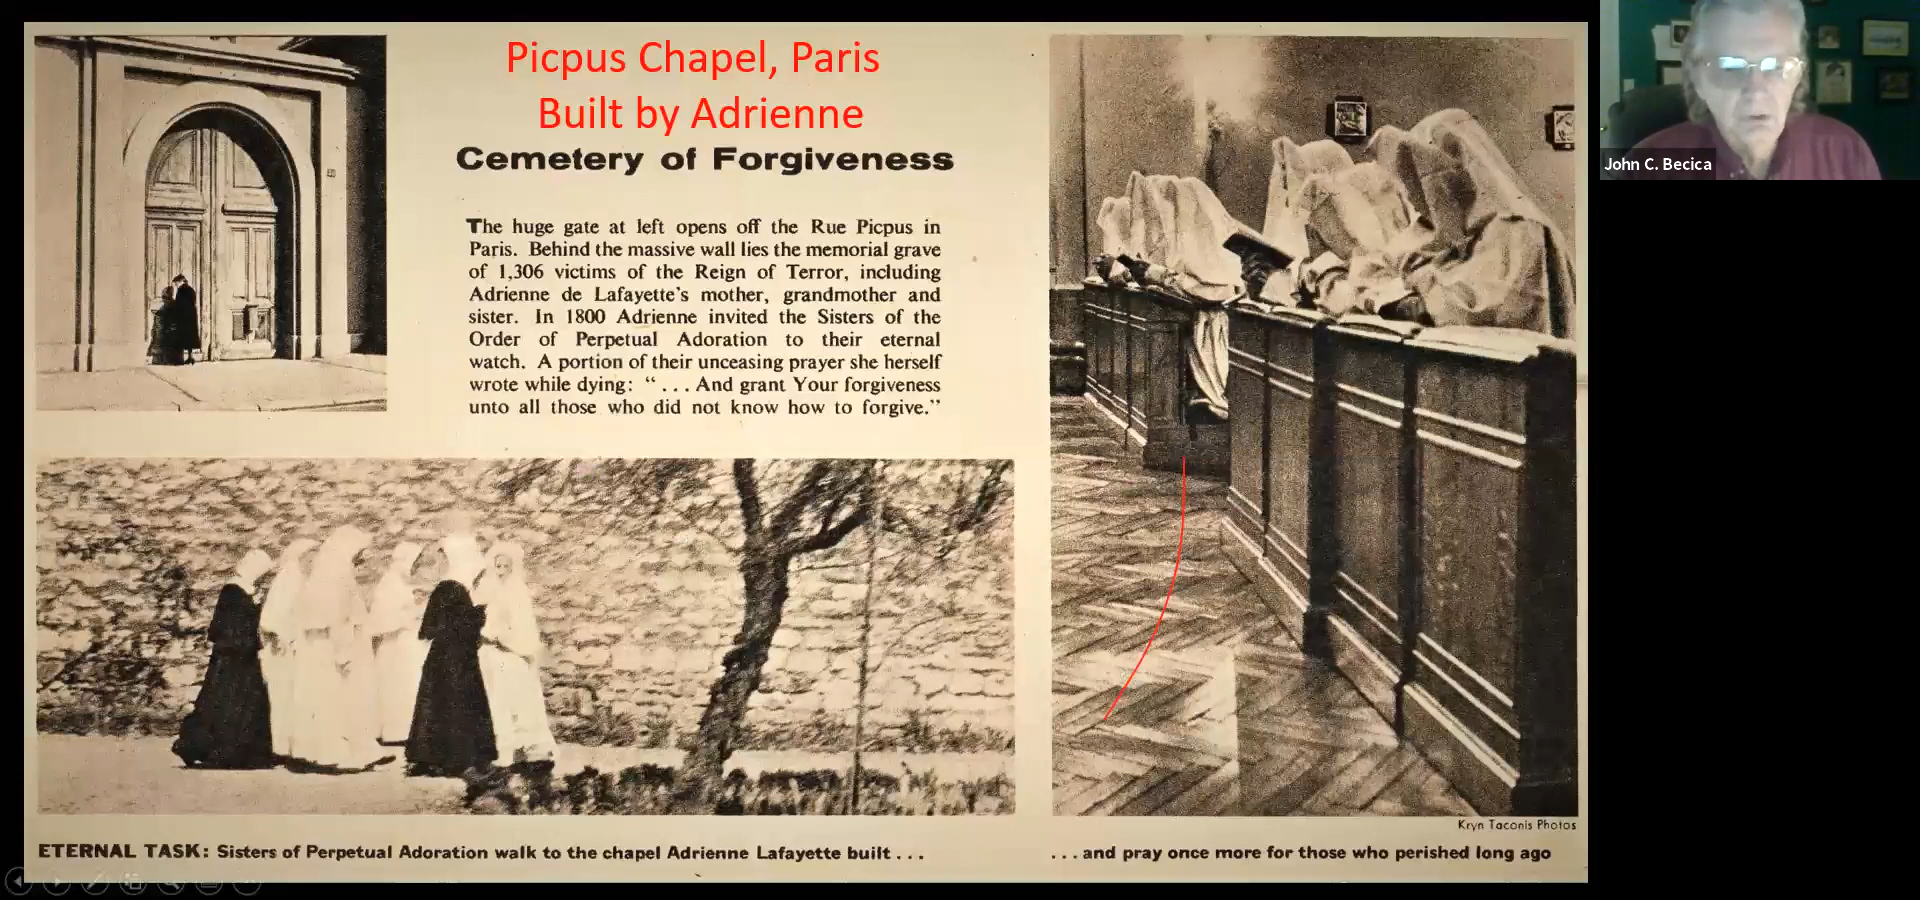 Picpus Chapel, Paris
Built by Adrienne
Cemetery of Forgiveness
The huge gate at left opens off the Rue Picpus in
Paris. Behind the massive wall lies the memorial grave
of 1,306 victims of the Reign of Terror, including
Adrienne de Lafayette's mother, grandmother and
sister. In 1800 Adrienne invited the Sisters of the
Order of Perpetual Adoration to their eternal
watch. A portion of their unceasing prayer she herself
wrote while dying: “ . . . And grant Your forgiveness
unto all those who did not know how to forgive.”
Kryn Taconis Photos
ETERNAL TASK: Sisters of Perpetual Adoration walk to the chapel Adrienne Lafayette built . . .
. . . and pray once more for those who perished long ago
John C. Becica